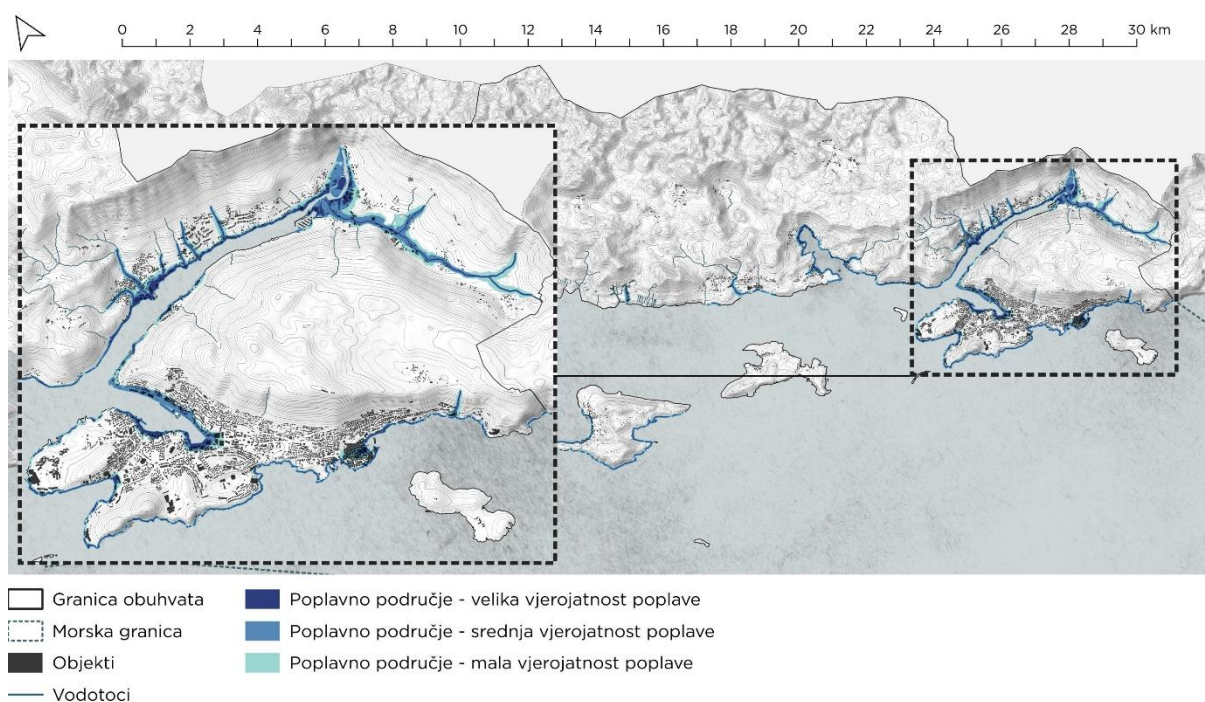 0 2 4 6 8 10 12 14 16 18 20 22 24 26 28 30 km
Granica obuhvata
Morska granica
Objekti
Vodotoci
Poplavno područje - velika vjerojatnost poplave
Poplavno područje - srednja vjerojatnost poplave
Poplavno područje - mala vjerojatnost poplave